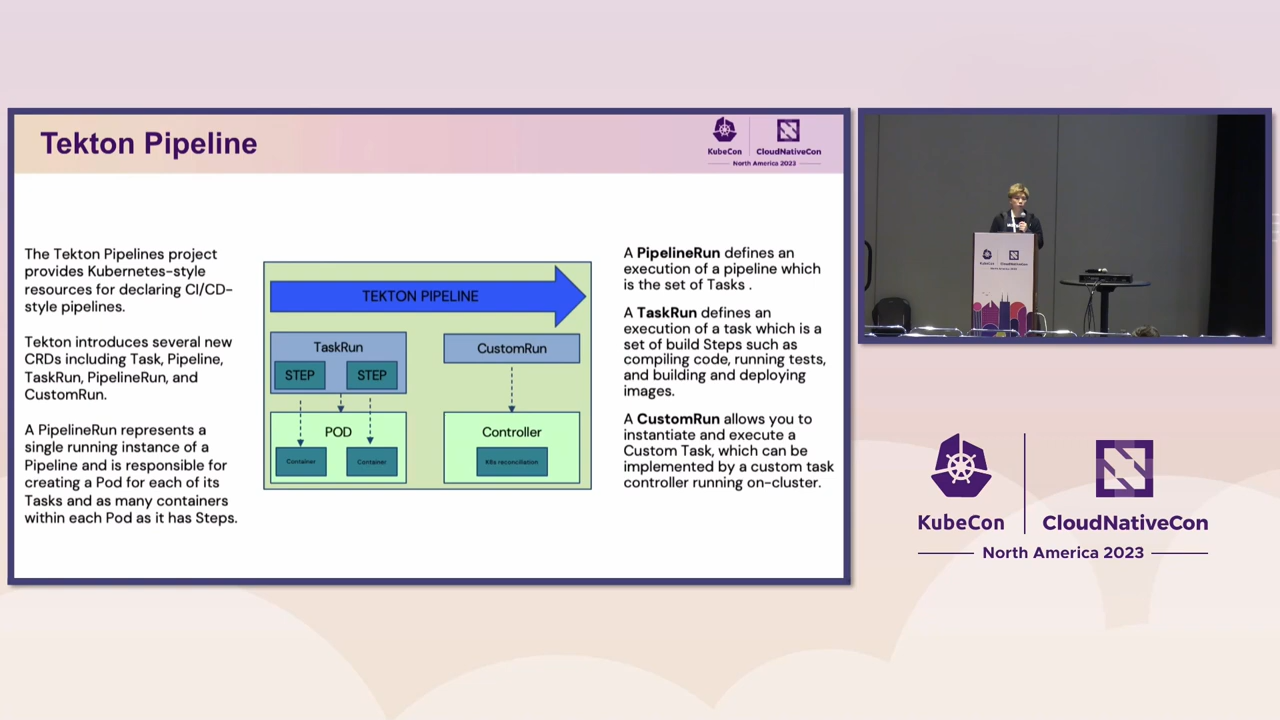 Tekton Pipeline
KubeCon
CloudNativeCon
North America 2023
The Tekton Pipelines project
provides Kubernetes-style
resources for declaring CI/CD-
style pipelines.
Tekton introduces several new
CRDs including Task, Pipeline,
TaskRun, PipelineRun, and
CustomRun.
A PipelineRun represents a
single running instance of a
Pipeline and is responsible for
creating a Pod for each of its
Tasks and as many containers
within each Pod as it has Steps.
TEKTON PIPELINE
TaskRun
STEP
STEP
CustomRun
POD
Container
Container
Controller
K8s reconciliation
A PipelineRun defines an
execution of a pipeline which
is the set of Tasks .
A TaskRun defines an
execution of a task which is a
set of build Steps such as
compiling code, running tests,
and building and deploying
images.
A CustomRun allows you to
instantiate and execute a
Custom Task, which can be
implemented by a custom task
controller running on-cluster.
KubeCon
CloudNativeCon
North America 2023
KubeCon
CloudNativeCon
North America 2023